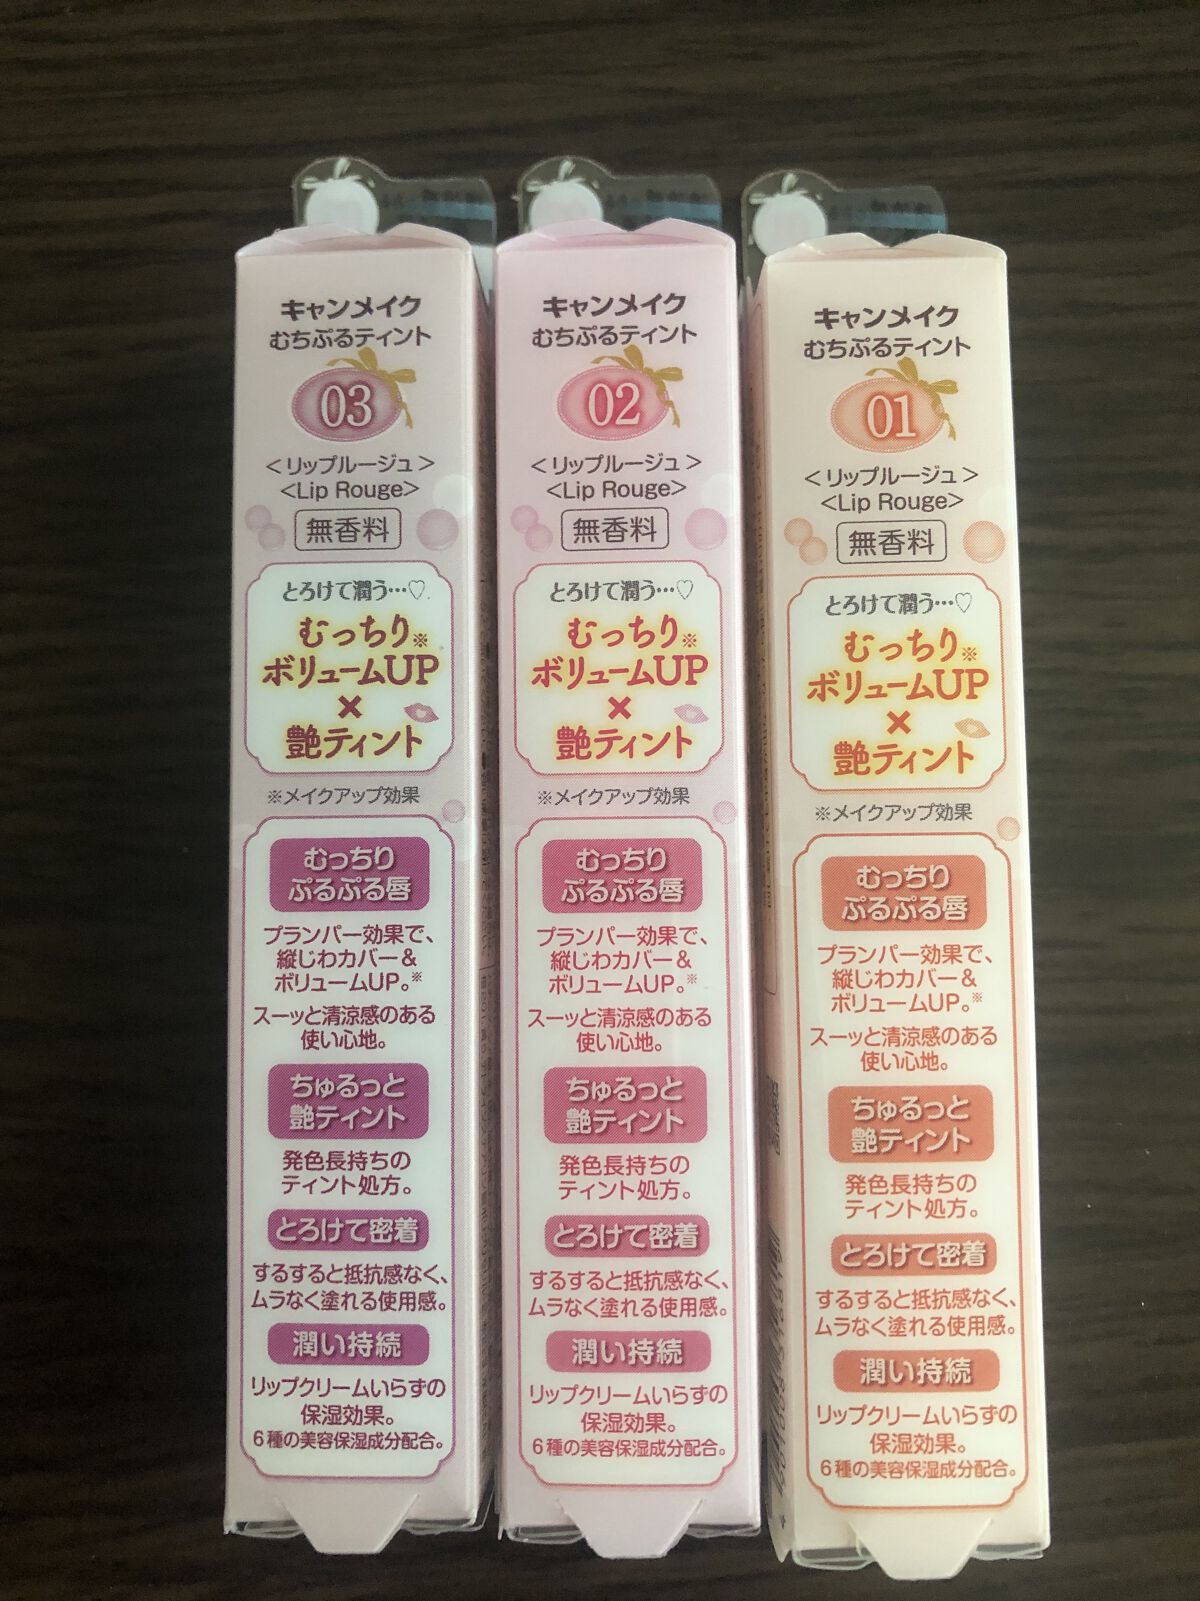 キャンメイク
むちぷるティント
03
＜リップルージュ＞
<Lip Rouge>
無香料
とろけて潤う…♡
むっちり※
ボリュームUP
×
艶ティント
※メイクアップ効果
むっちり
ぷるぷる唇
プランパー効果で、
縦じわカバー＆
ボリュームUP。※
スーッと清涼感のある
使い心地。
ちゅるっと
艶ティント
発色長持ちの
ティント処方。
とろけて密着
するすると抵抗感なく、
ムラなく塗れる使用感。
潤い持続
リップクリームいらずの
保湿効果。
6種の美容保湿成分配合。
キャンメイク
むちぷるティント
02
＜リップルージュ＞
<Lip Rouge>
無香料
とろけて潤う…♡
むっちり※
ボリュームUP
×
艶ティント
※メイクアップ効果
むっちり
ぷるぷる唇
プランパー効果で、
縦じわカバー＆
ボリュームUP。※
スーッと清涼感のある
使い心地。
ちゅるっと
艶ティント
発色長持ちの
ティント処方。
とろけて密着
するすると抵抗感なく、
ムラなく塗れる使用感。
潤い持続
リップクリームいらずの
保湿効果。
6種の美容保湿成分配合。
キャンメイク
むちぷるティント
01
＜リップルージュ＞
<Lip Rouge>
無香料
とろけて潤う…♡
むっちり※
ボリュームUP
×
艶ティント
※メイクアップ効果
むっちり
ぷるぷる唇
プランパー効果で、
縦じわカバー＆
ボリュームUP。※
スーッと清涼感のある
使い心地。
ちゅるっと
艶ティント
発色長持ちの
ティント処方。
とろけて密着
するすると抵抗感なく、
ムラなく塗れる使用感。
潤い持続
リップクリームいらずの
保湿効果。
6種の美容保湿成分配合。